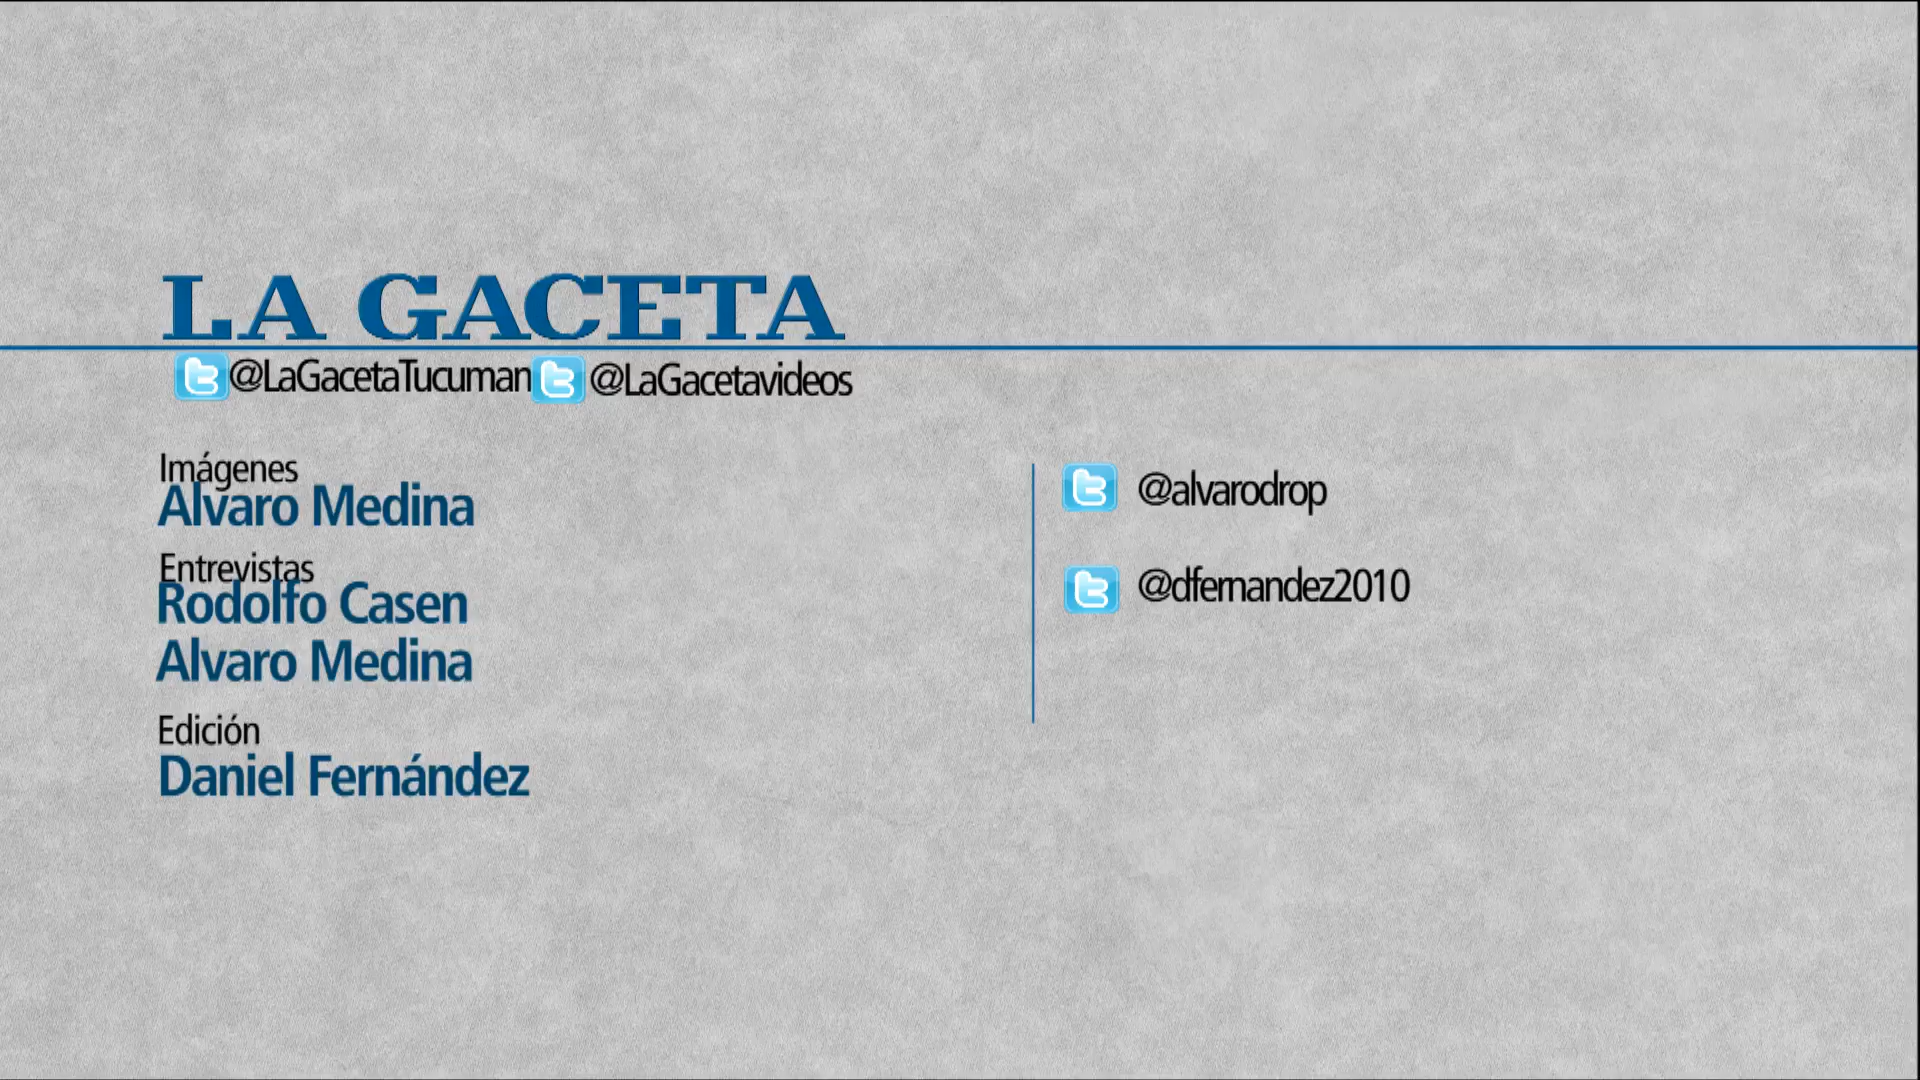 LA GACETA
@LaGacetaTucuman @LaGacetavideos
Imágenes
Alvaro Medina
Entrevistas
Rodolfo Casen
Alvaro Medina
Edición
Daniel Fernández
@alvarodrop
@dfernandez2010